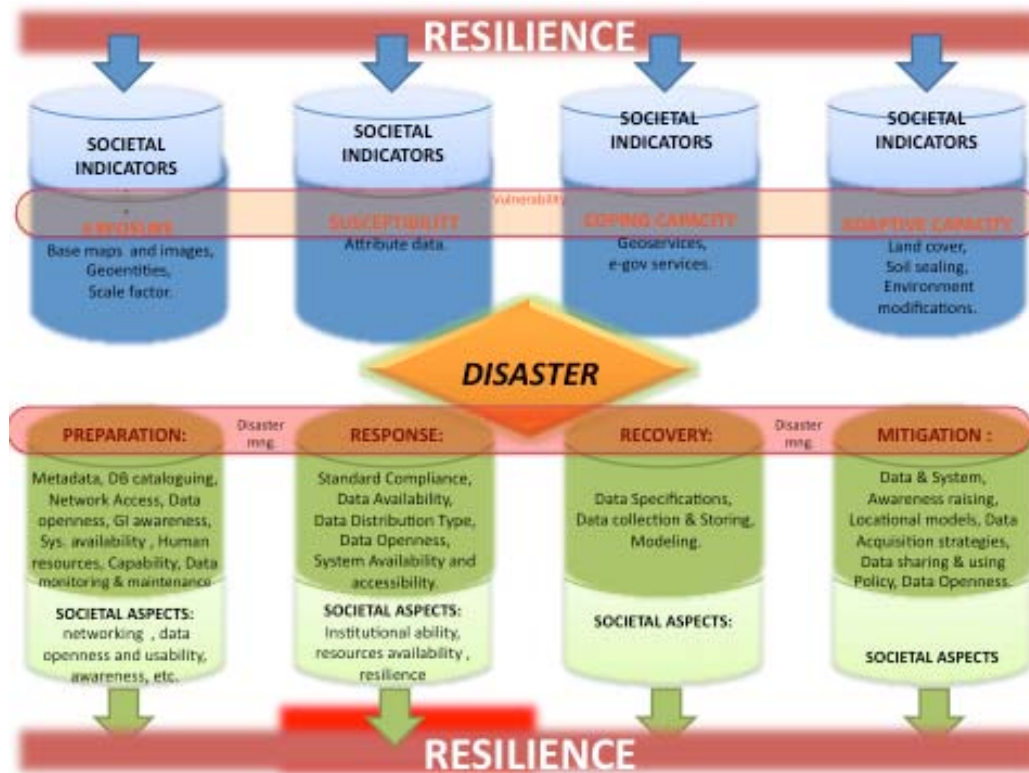 RESILIENCE
SOCIETAL
INDICATORS
SOCIETAL
INDICATORS
SOCIETAL
INDICATORS
SOCIETAL
INDICATORS
Vulnerability
EXPOSURE
Base maps and images,
Geoentities,
Scale factor.
SUSCEPTIBILITY
Attribute data.
COPING CAPACITY
Geoservices,
e-gov services.
ADAPTIVE CAPACITY
Land cover,
Soil sealing,
Environment
modifications.
DISASTER
PREPARATION:
Disaster
mng.
RESPONSE:
RECOVERY:
Disaster
mng.
MITIGATION :
Metadata, DB cataloguing,
Network Access, Data
openness, GI awareness,
Sys. availability , Human
resources, Capability, Data
monitoring & maintenance
SOCIETAL ASPECTS:
networking , data
openness and usability,
awareness, etc.
Standard Compliance,
Data Availability,
Data Distribution Type,
Data Openness,
System Availability and
accessibility.
SOCIETAL ASPECTS:
Institutional ability,
resources availability ,
resilience
Data Specifications,
Data collection & Storing,
Modeling.
SOCIETAL ASPECTS:
Data & System,
Awareness raising,
Locational models, Data
Acquisition strategies,
Data sharing & using
Policy, Data Openness.
SOCIETAL ASPECTS
RESILIENCE